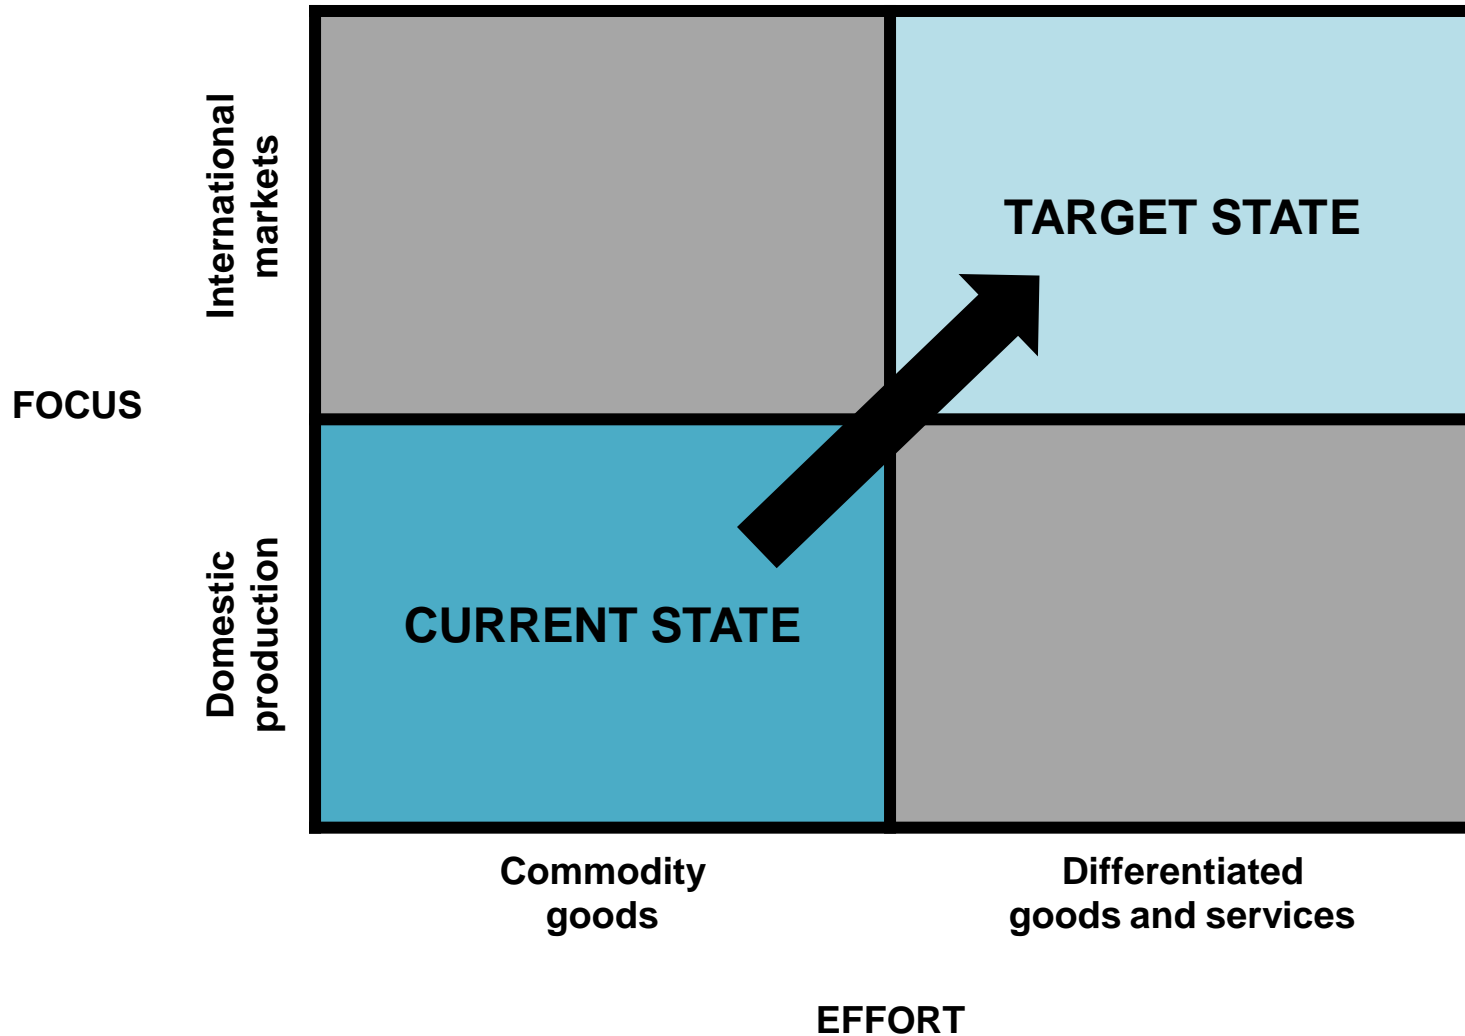 International
markets
TARGET STATE
FOCUS
Domestic
production
CURRENT STATE
Commodity
goods
Differentiated
goods and services
EFFORT